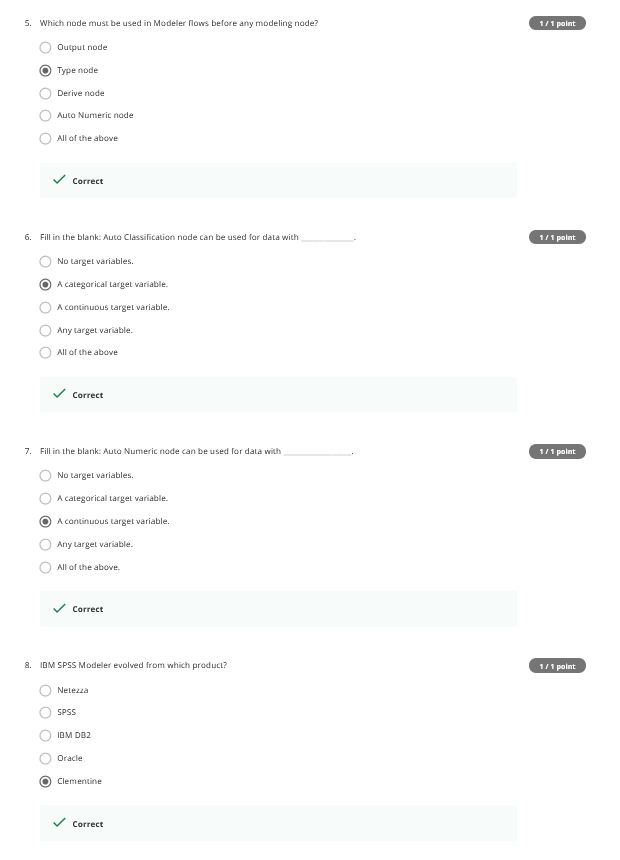 5. Which node must be used in Modeler flows before any modeling node? 1 / 1 point
Output node
Type node
Derive node
Auto Numeric node
All of the above
Correct
6. Fill in the blank: Auto Classification node can be used for data with ____________. 1 / 1 point
No target variables.
A categorical target variable.
A continuous target variable.
Any target variable.
All of the above
Correct
7. Fill in the blank: Auto Numeric node can be used for data with ________________. 1 / 1 point
No target variables.
A categorical target variable.
A continuous target variable.
Any target variable.
All of the above.
Correct
8. IBM SPSS Modeler evolved from which product? 1 / 1 point
Netezza
SPSS
IBM DB2
Oracle
Clementine
Correct